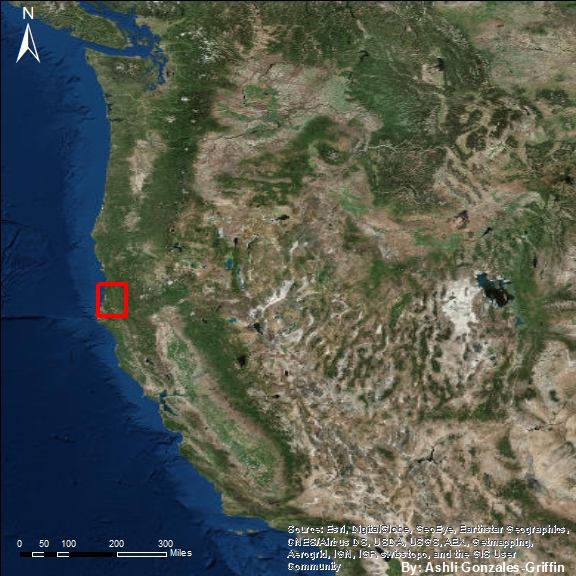 N
0 50 100 200 300
Miles
Source: Esri, DigitalGlobe, GeoEye, Earthstar Geographics,
CNES/Airbus DS, USDA, USGS, AEX, Getmapping,
Aerogrid, IGN, IGP, swisstopo, and the GIS User
Community
By: Ashli Gonzales-Griffin